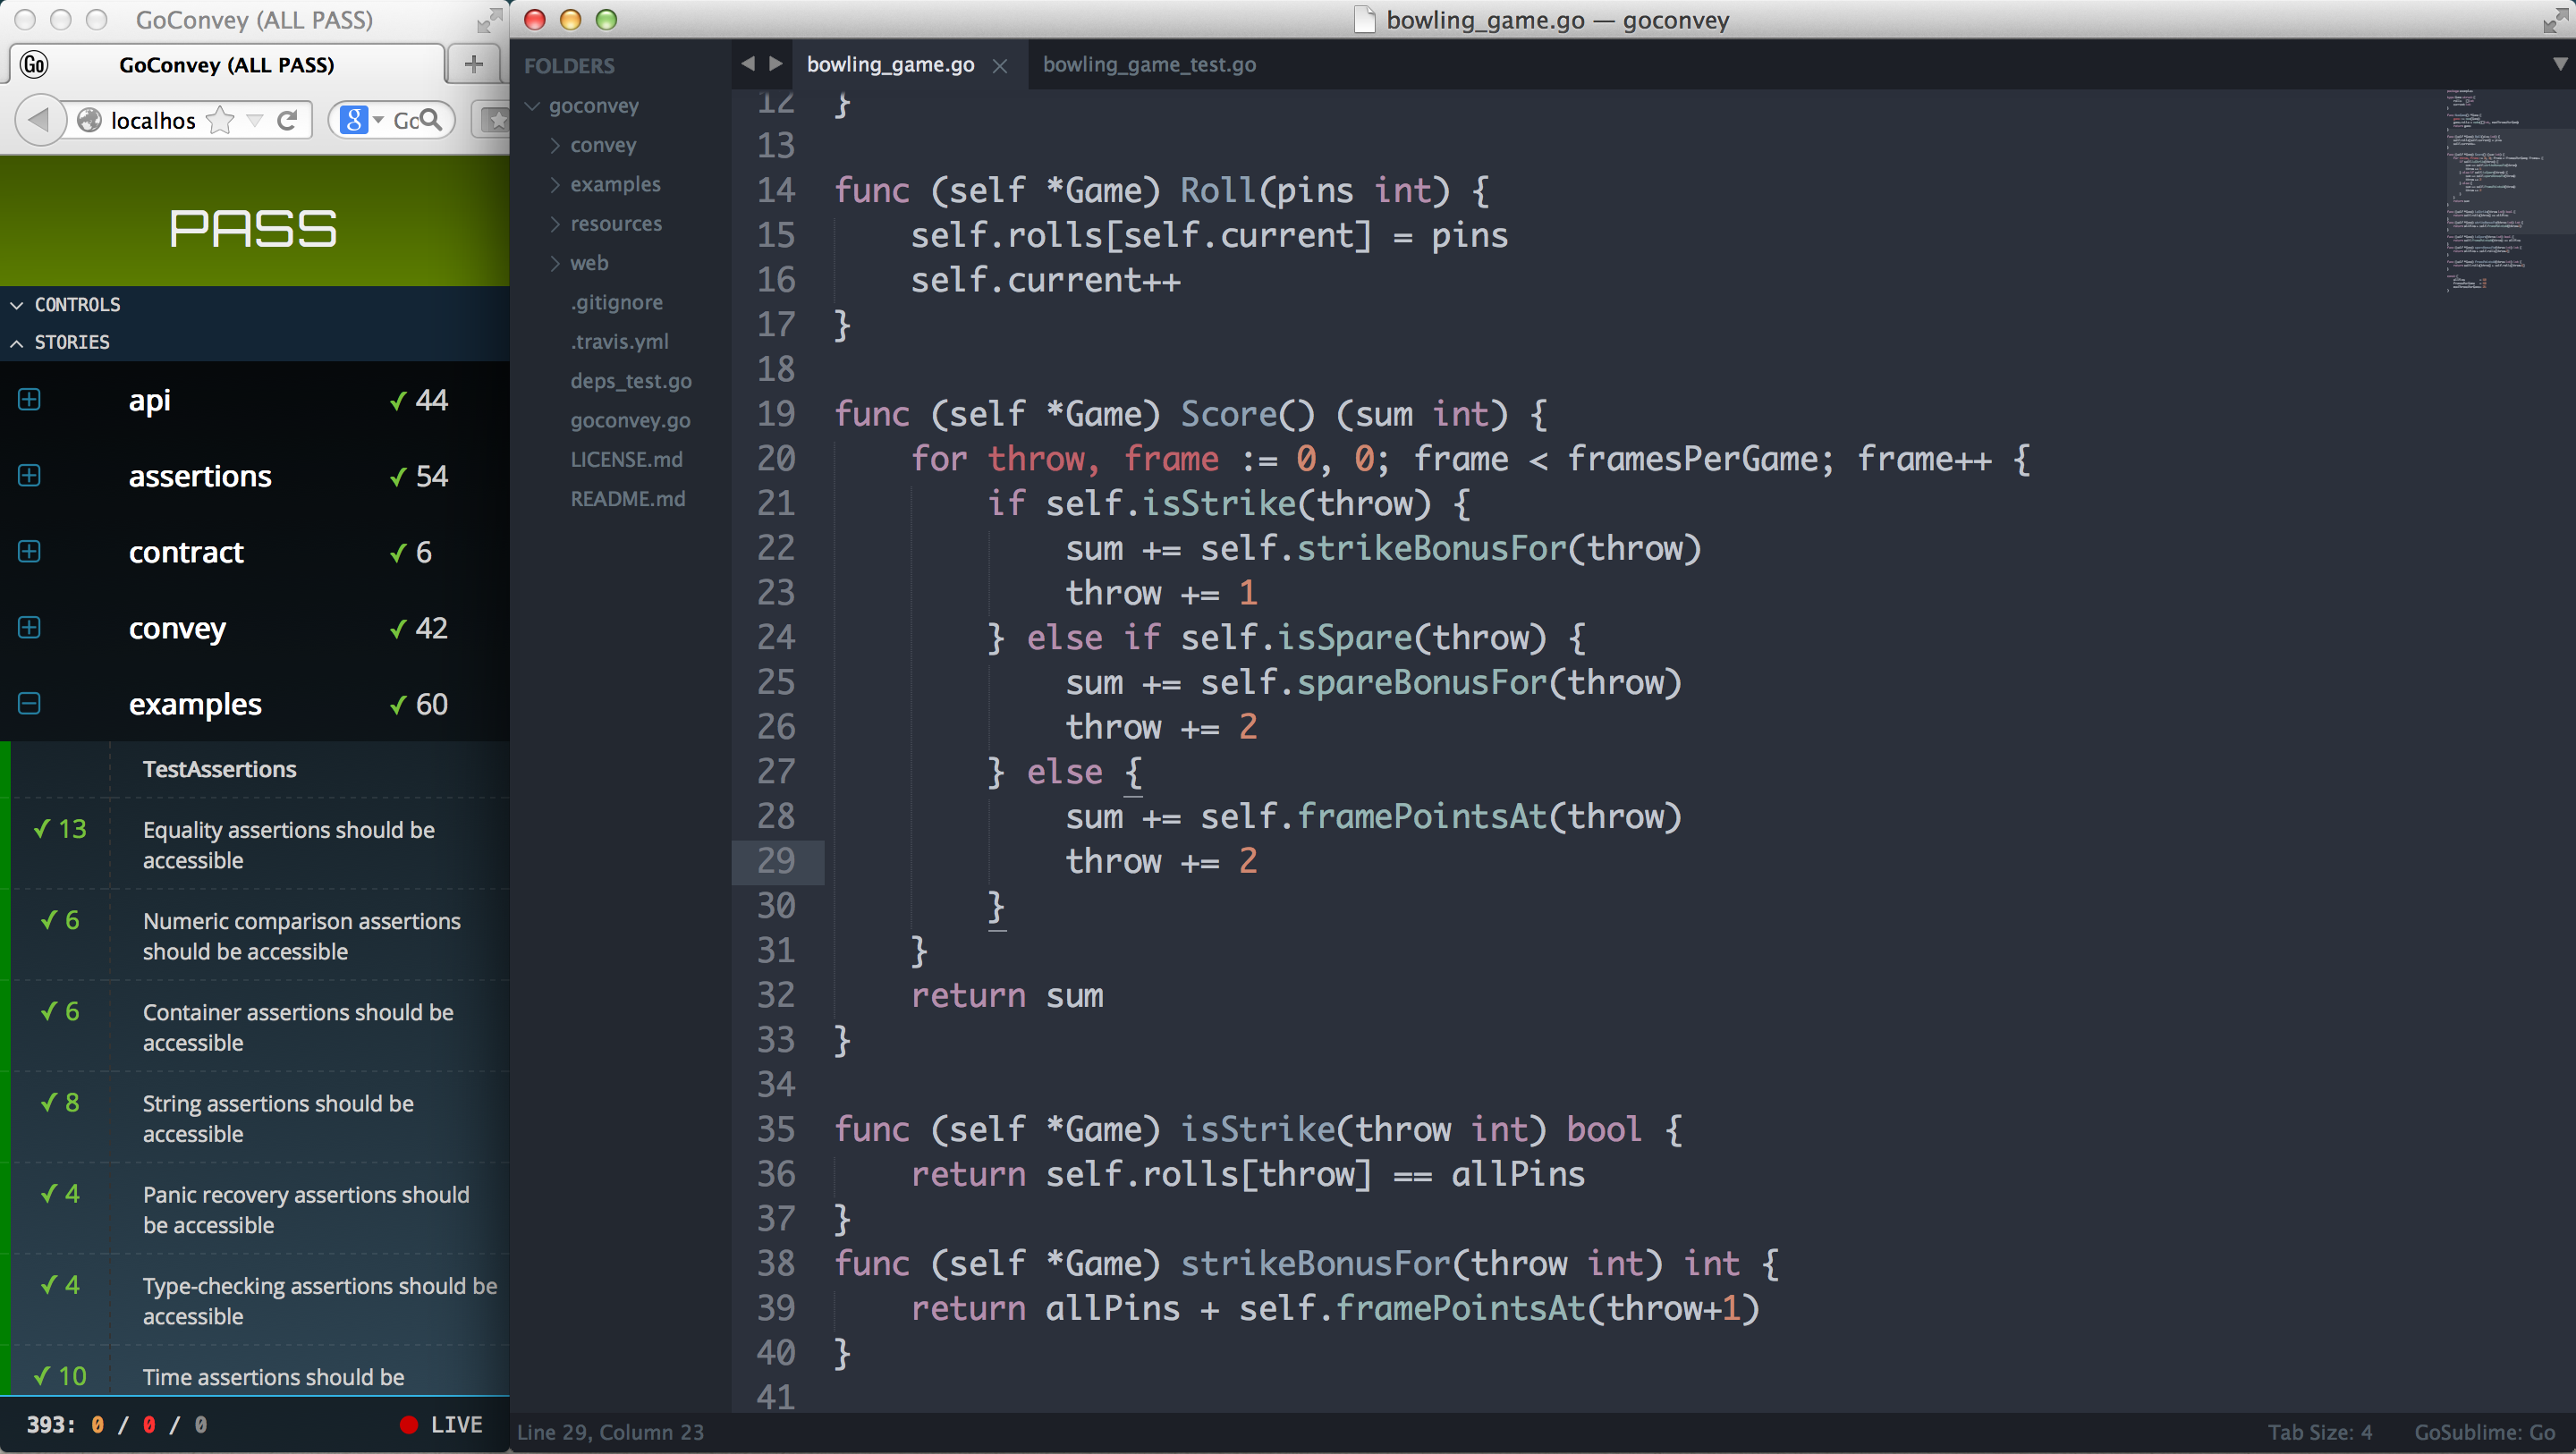 GoConvey (ALL PASS)
GoConvey (ALL PASS)
localhos
Go
PASS
CONTROLS
STORIES
api ✓ 44
assertions ✓ 54
contract ✓ 6
convey ✓ 42
examples ✓ 60
TestAssertions
✓ 13 Equality assertions should be
accessible
✓ 6 Numeric comparison assertions
should be accessible
✓ 6 Container assertions should be
accessible
✓ 8 String assertions should be
accessible
✓ 4 Panic recovery assertions should
be accessible
✓ 4 Type-checking assertions should be
accessible
✓ 10 Time assertions should be
393: 0 / 0 / 0 LIVE
bowling_game.go — goconvey
FOLDERS
goconvey
convey
examples
resources
web
.gitignore
.travis.yml
deps_test.go
goconvey.go
LICENSE.md
README.md
bowling_game.go bowling_game_test.go
12 }
13
14 func (self *Game) Roll(pins int) {
15 self.rolls[self.current] = pins
16 self.current++
17 }
18
19 func (self *Game) Score() (sum int) {
20 for throw, frame := 0, 0; frame < framesPerGame; frame++ {
21 if self.isStrike(throw) {
22 sum += self.strikeBonusFor(throw)
23 throw += 1
24 } else if self.isSpare(throw) {
25 sum += self.spareBonusFor(throw)
26 throw += 2
27 } else {
28 sum += self.framePointsAt(throw)
29 throw += 2
30 }
31 }
32 return sum
33 }
34
35 func (self *Game) isStrike(throw int) bool {
36 return self.rolls[throw] == allPins
37 }
38 func (self *Game) strikeBonusFor(throw int) int {
39 return allPins + self.framePointsAt(throw+1)
40 }
41
Line 29, Column 23 Tab Size: 4 GoSublime: Go